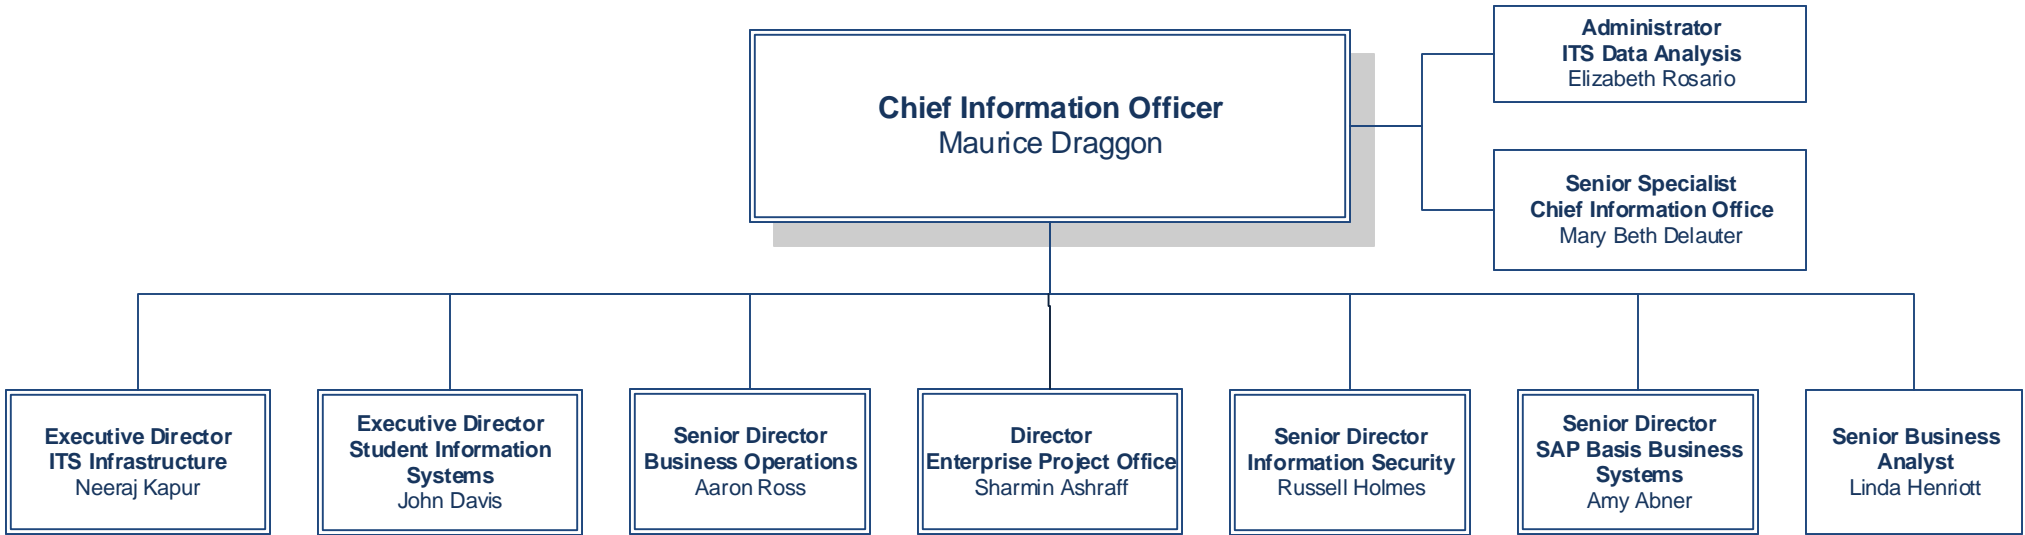 Chief Information Officer
Maurice Draggon
Administrator
ITS Data Analysis
Elizabeth Rosario
Senior Specialist
Chief Information Office
Mary Beth Delauter
Executive Director
ITS Infrastructure
Neeraj Kapur
Executive Director
Student Information
Systems
John Davis
Senior Director
Business Operations
Aaron Ross
Director
Enterprise Project Office
Sharmin Ashraff
Senior Director
Information Security
Russell Holmes
Senior Director
SAP Basis Business
Systems
Amy Abner
Senior Business
Analyst
Linda Henriott